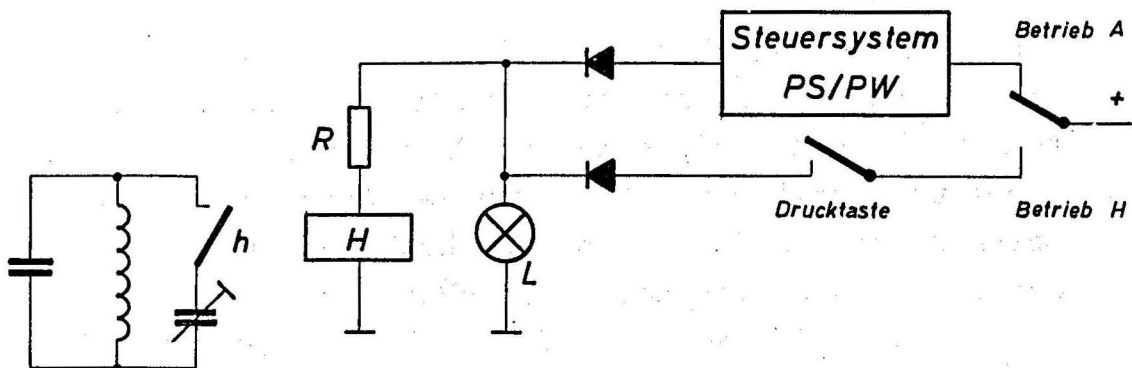 Steuersystem
PS/PW
Betrieb A
+
R
Drucktaste
Betrieb H
H
L
h